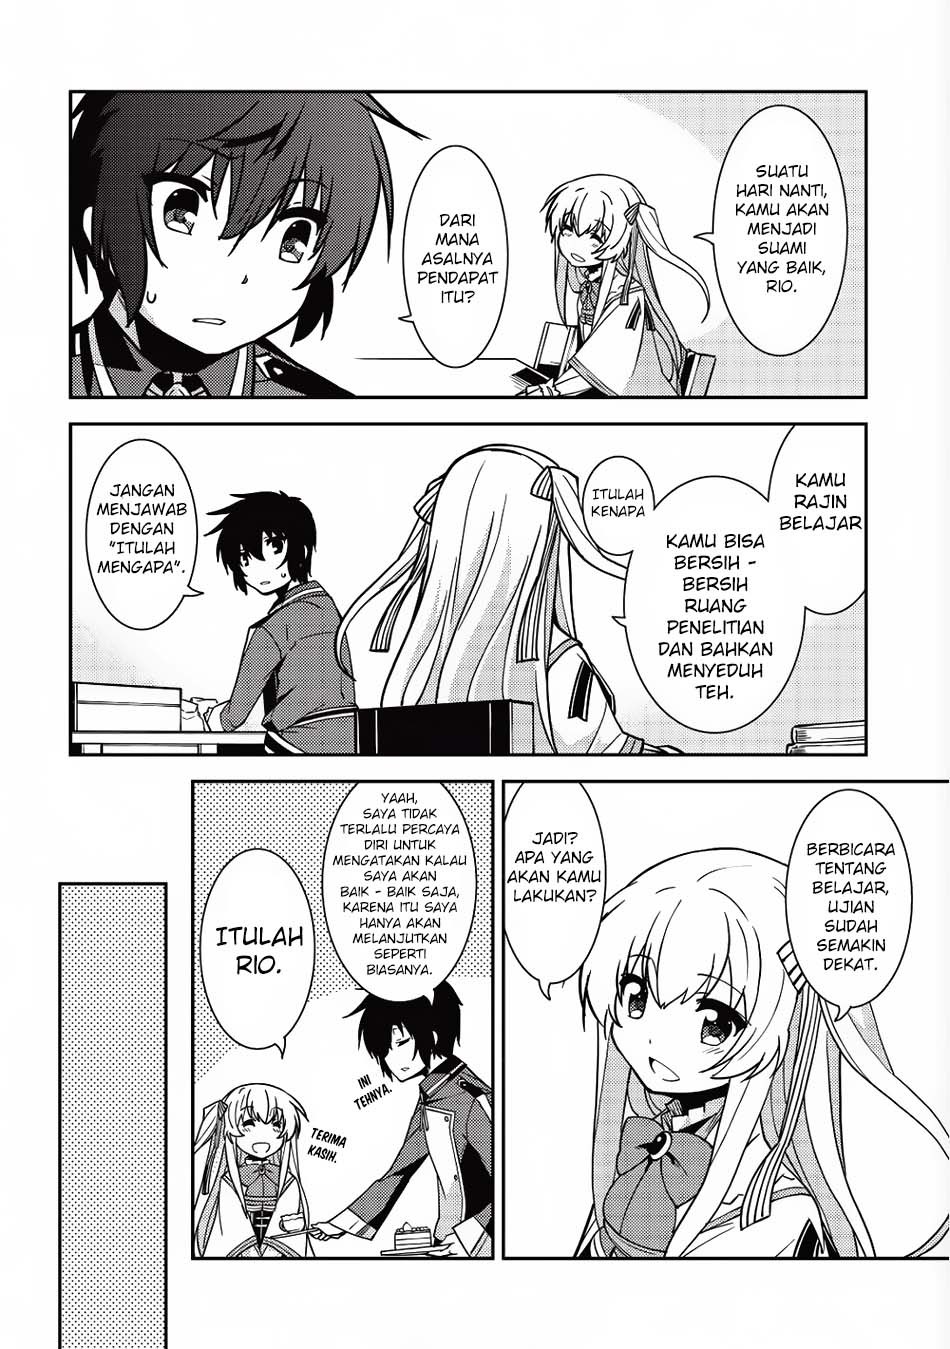 SUATU
HARI NANTI,
KAMU AKAN
MENJADI
SUAMI
YANG BAIK,
RIO.
DARI
MANA
ASALNYA
PENDAPAT
ITU?
KAMU
RAJIN
BELAJAR
KAMU BISA
BERSIH -
BERSIH
RUANG
PENELITIAN
DAN BAHKAN
MENYEDUH
TEH.
ITULAH
KENAPA
JANGAN
MENJAWAB
DENGAN
"ITULAH
MENGAPA".
BERBICARA
TENTANG
BELAJAR,
UJIAN
SUDAH
SEMAKIN
DEKAT.
JADI?
APA YANG
AKAN KAMU
LAKUKAN?
YAAH,
SAYA TIDAK
TERLALU PERCAYA
DIRI UNTUK
MENGATAKAN KALAU
SAYA AKAN
BAIK - BAIK SAJA,
KARENA ITU SAYA
HANYA AKAN
MELANJUTKAN
SEPERTI
BIASANYA.
ITULAH
RIO.
INI
TEHNYA.
TERIMA
KASIH.